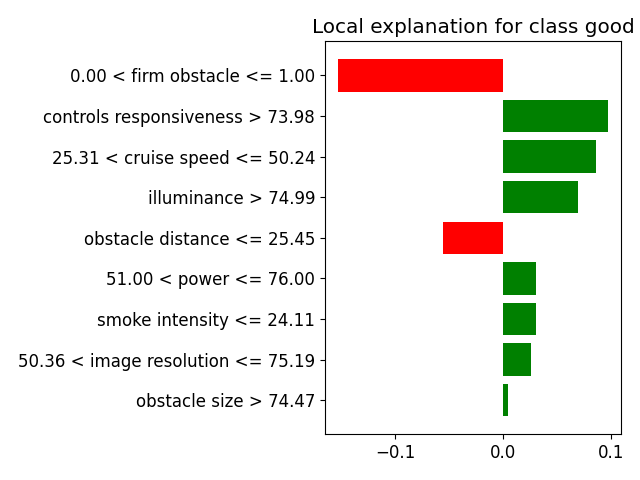 Local explanation for class good
0.00 < firm obstacle <= 1.00
controls responsiveness > 73.98
25.31 < cruise speed <= 50.24
illuminance > 74.99
obstacle distance <= 25.45
51.00 < power <= 76.00
smoke intensity <= 24.11
50.36 < image resolution <= 75.19
obstacle size > 74.47
−0.1 0.0 0.1